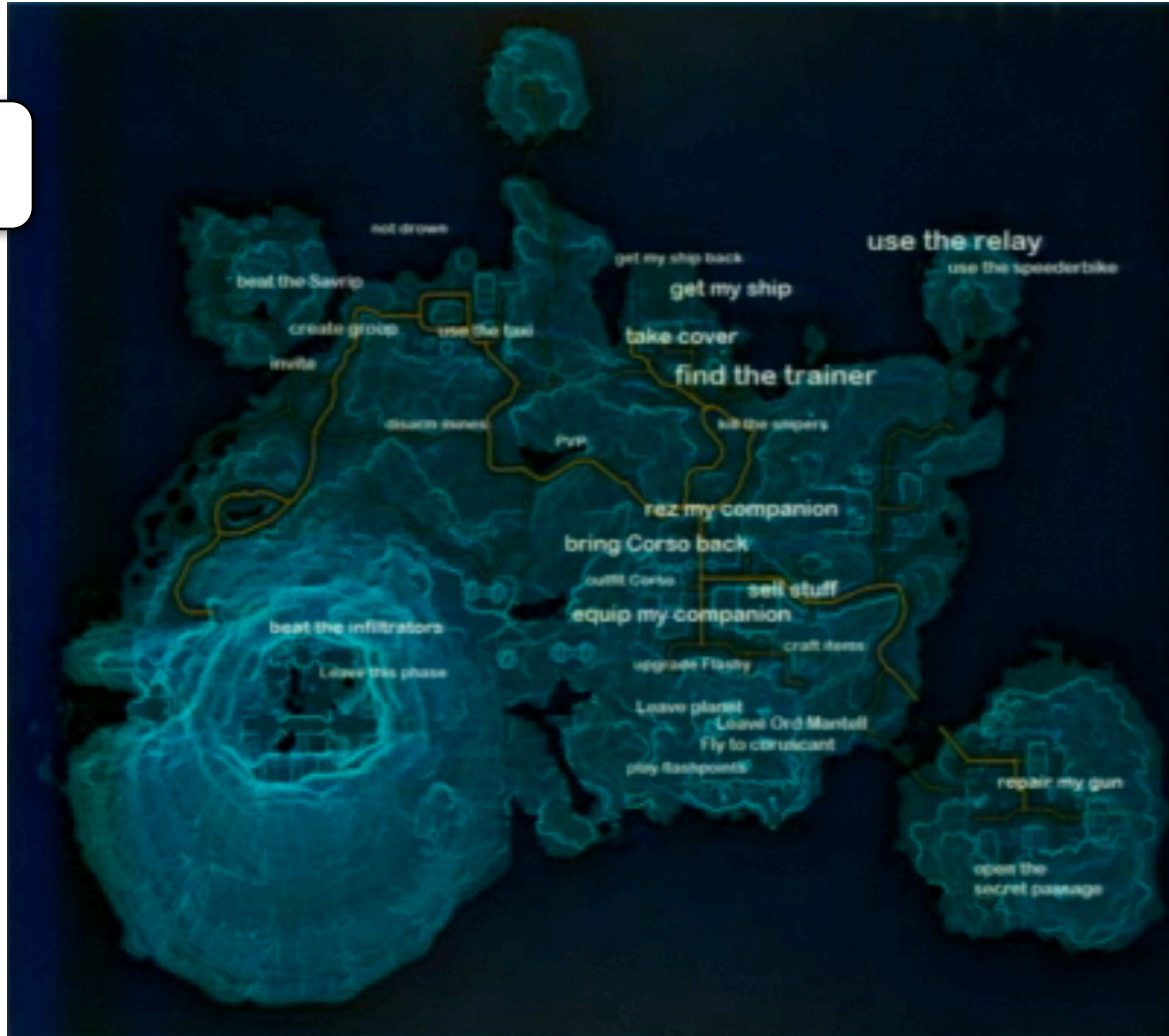 not drown
use the relay
get my ship back
use the speederbike
beat the Savrip
get my ship
create group
use the taxi
take cover
invite
find the trainer
disarm mines
kill the snipers
PVP
rez my companion
bring Corso back
outfit Corso
sell stuff
equip my companion
beat the infiltrators
craft items
upgrade Flashy
Leave this phase
Leave planet
Leave Ord Mantell
Fly to coruscant
play flashpoints
repair my gun
open the
secret passage